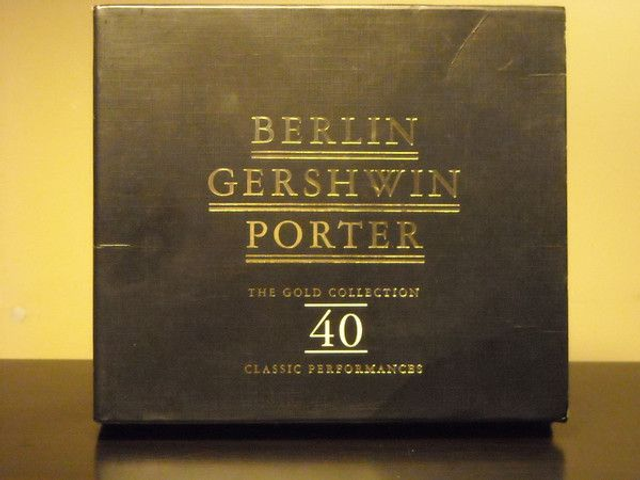 BERLIN
GERSHWIN
PORTER
THE GOLD COLLECTION
40
CLASSIC PERFORMANCES